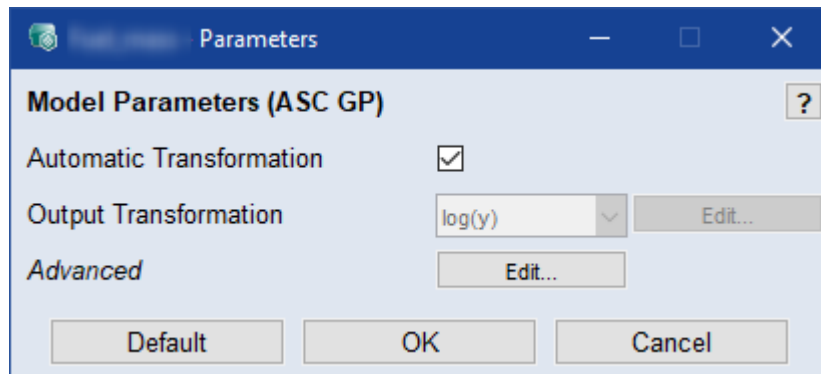 - Parameters
Model Parameters (ASC GP)
?
Automatic Transformation
Output Transformation log(y) Edit...
Advanced Edit...
Default OK Cancel